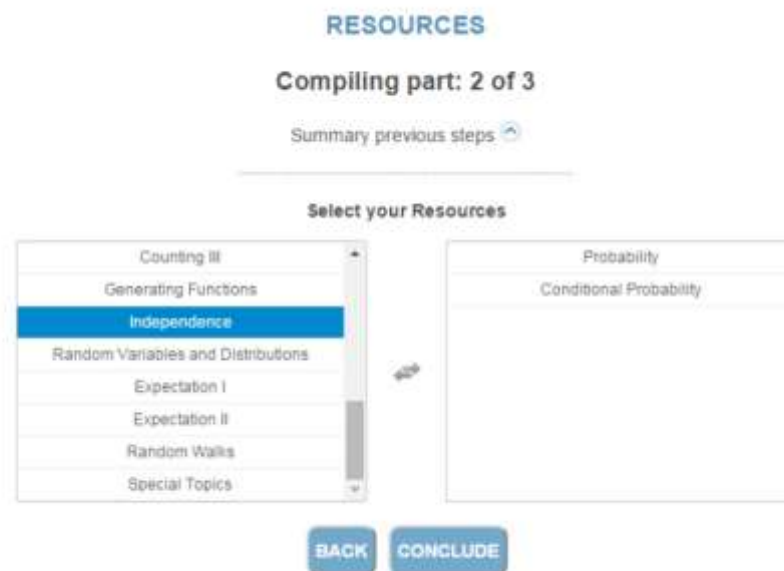 RESOURCES
Compiling part: 2 of 3
Summary previous steps
Select your Resources
Counting III
Generating Functions
Independence
Random Variables and Distributions
Expectation I
Expectation II
Random Walks
Special Topics
Probability
Conditional Probability
BACK
CONCLUDE